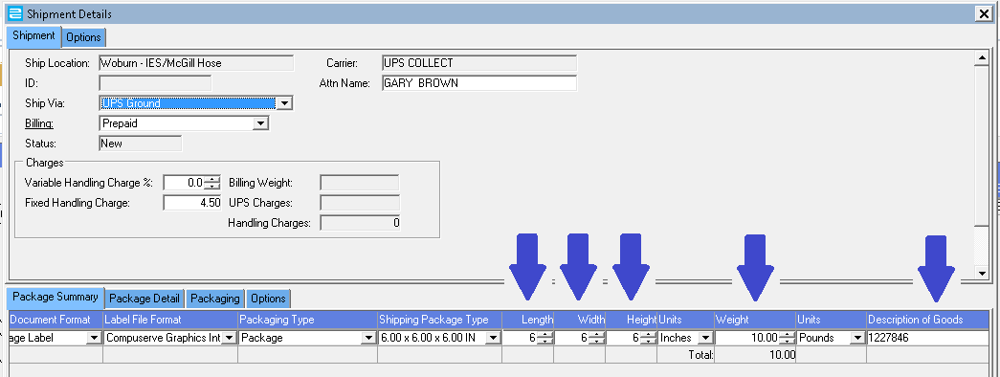 Shipment Details
Shipment Options
Ship Location: Woburn - IES/McGill Hose Carrier: UPS COLLECT
ID: Attn Name: GARY BROWN
Ship Via: UPS Ground
Billing: Prepaid
Status: New
Charges
Variable Handling Charge %: 0.0 Billing Weight:
Fixed Handling Charge: 4.50 UPS Charges:
Handling Charges: 0
Package Summary Package Detail Packaging Options
Document Format Label File Format Packaging Type Shipping Package Type Length Width Height Units Weight Units Description of Goods
age Label Compuserve Graphics Int Package 6.00 x 6.00 x 6.00 IN 6 6 6 Inches 10.00 Pounds 1227846
Total: 10.00